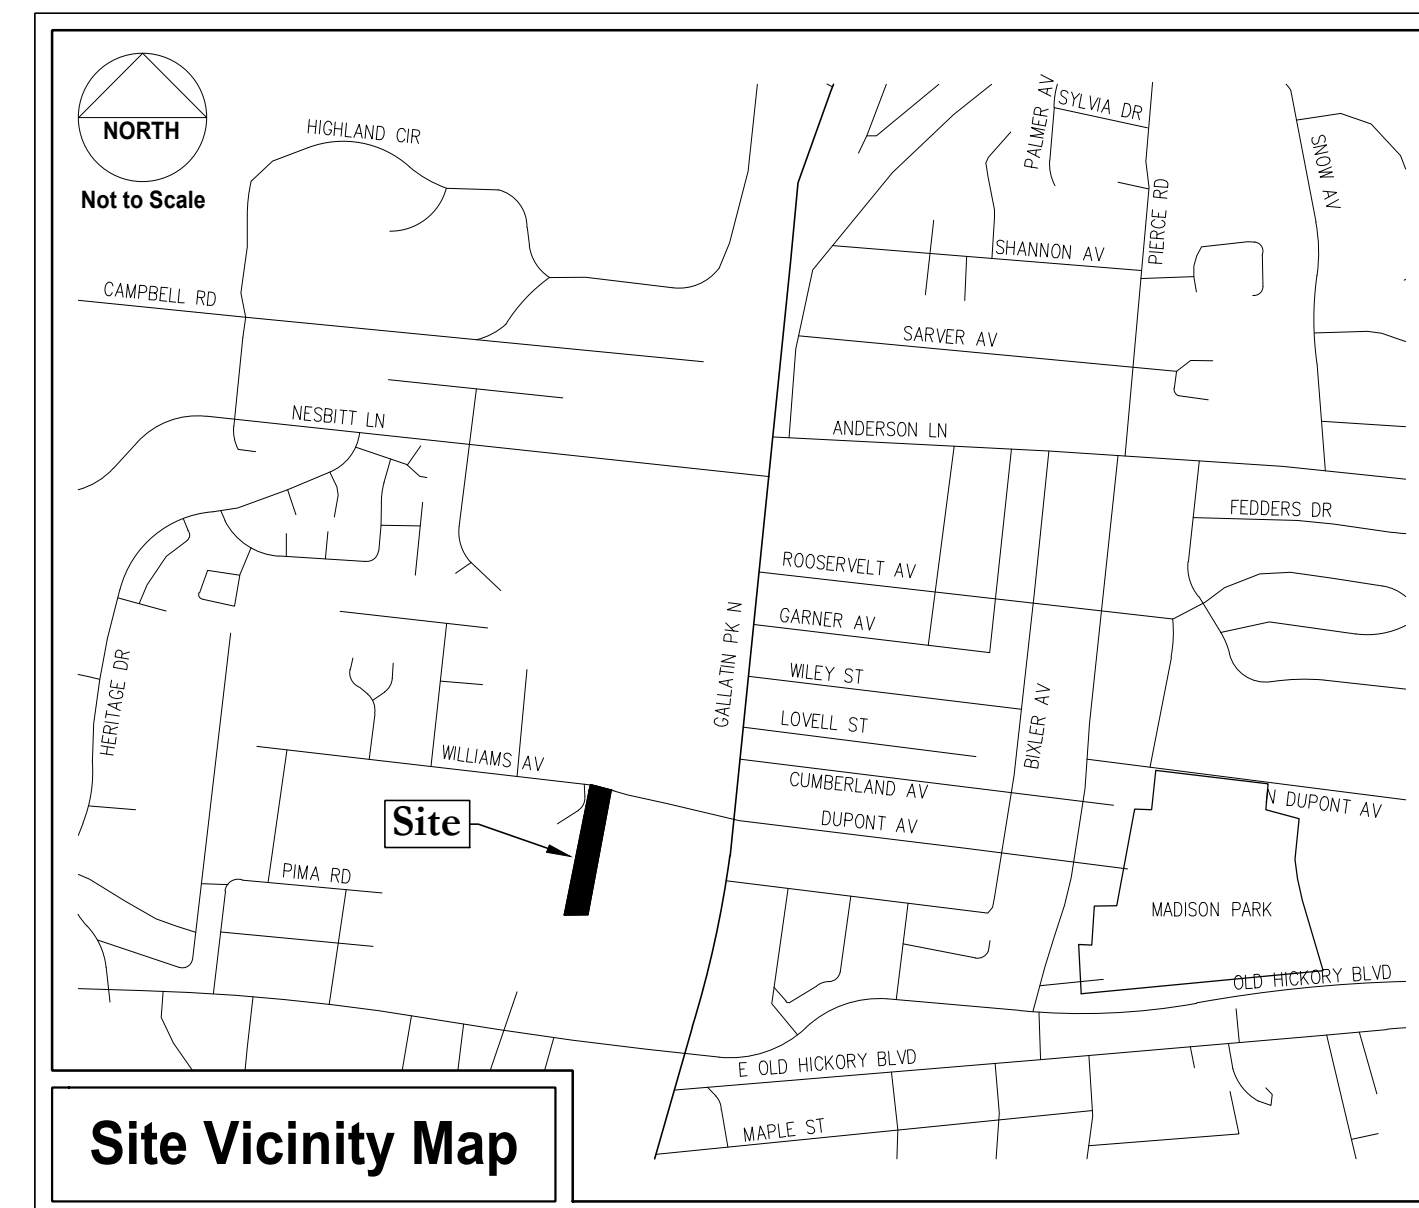 NORTH
Not to Scale
HIGHLAND CIR
PALMER AV
SYLVIA DR
SNOW AV
PIERCE RD
SHANNON AV
CAMPBELL RD
SARVER AV
NESBITT LN
ANDERSON LN
FEDDERS DR
ROOSERVELT AV
GARNER AV
GALLATIN PK N
WILEY ST
HERITAGE DR
LOVELL ST
BIXLER AV
WILLIAMS AV
CUMBERLAND AV
N DUPONT AV
Site
DUPONT AV
PIMA RD
MADISON PARK
OLD HICKORY BLVD
E OLD HICKORY BLVD
MAPLE ST
Site Vicinity Map